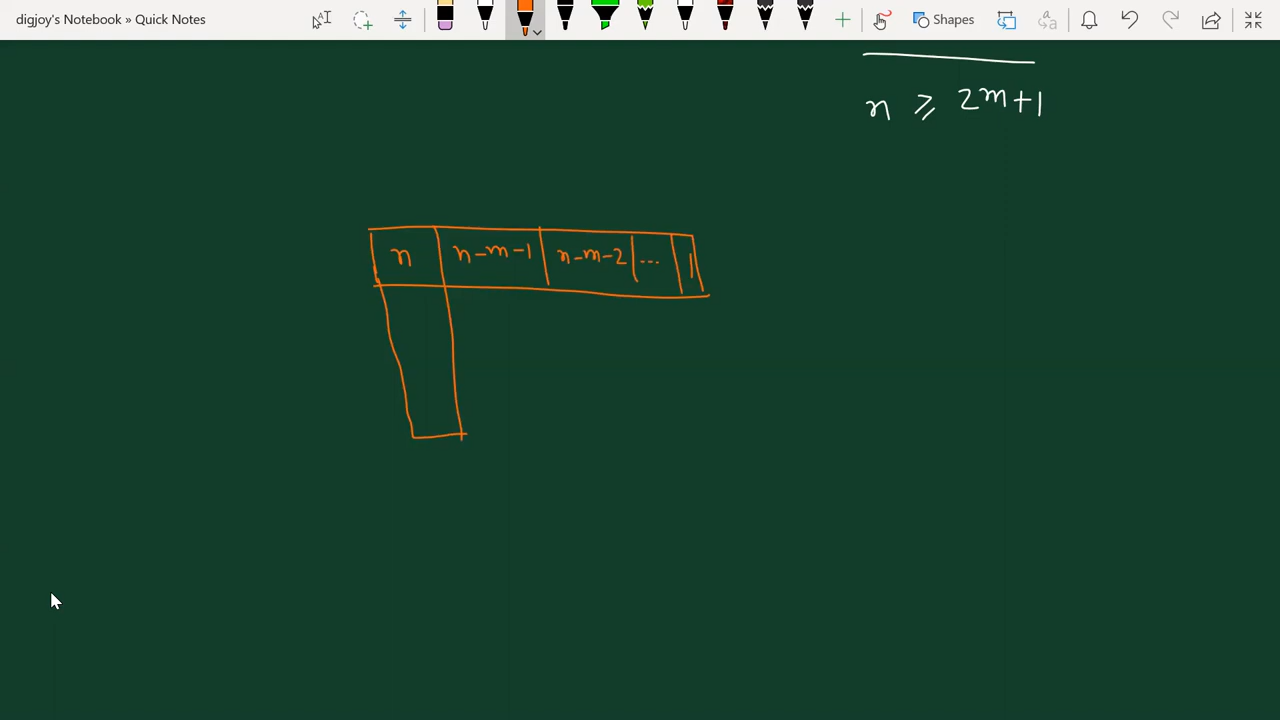 digjoy's Notebook » Quick Notes
Shapes
n ⩾ 2m+1
n n-m-1 n-m-2 ... 1